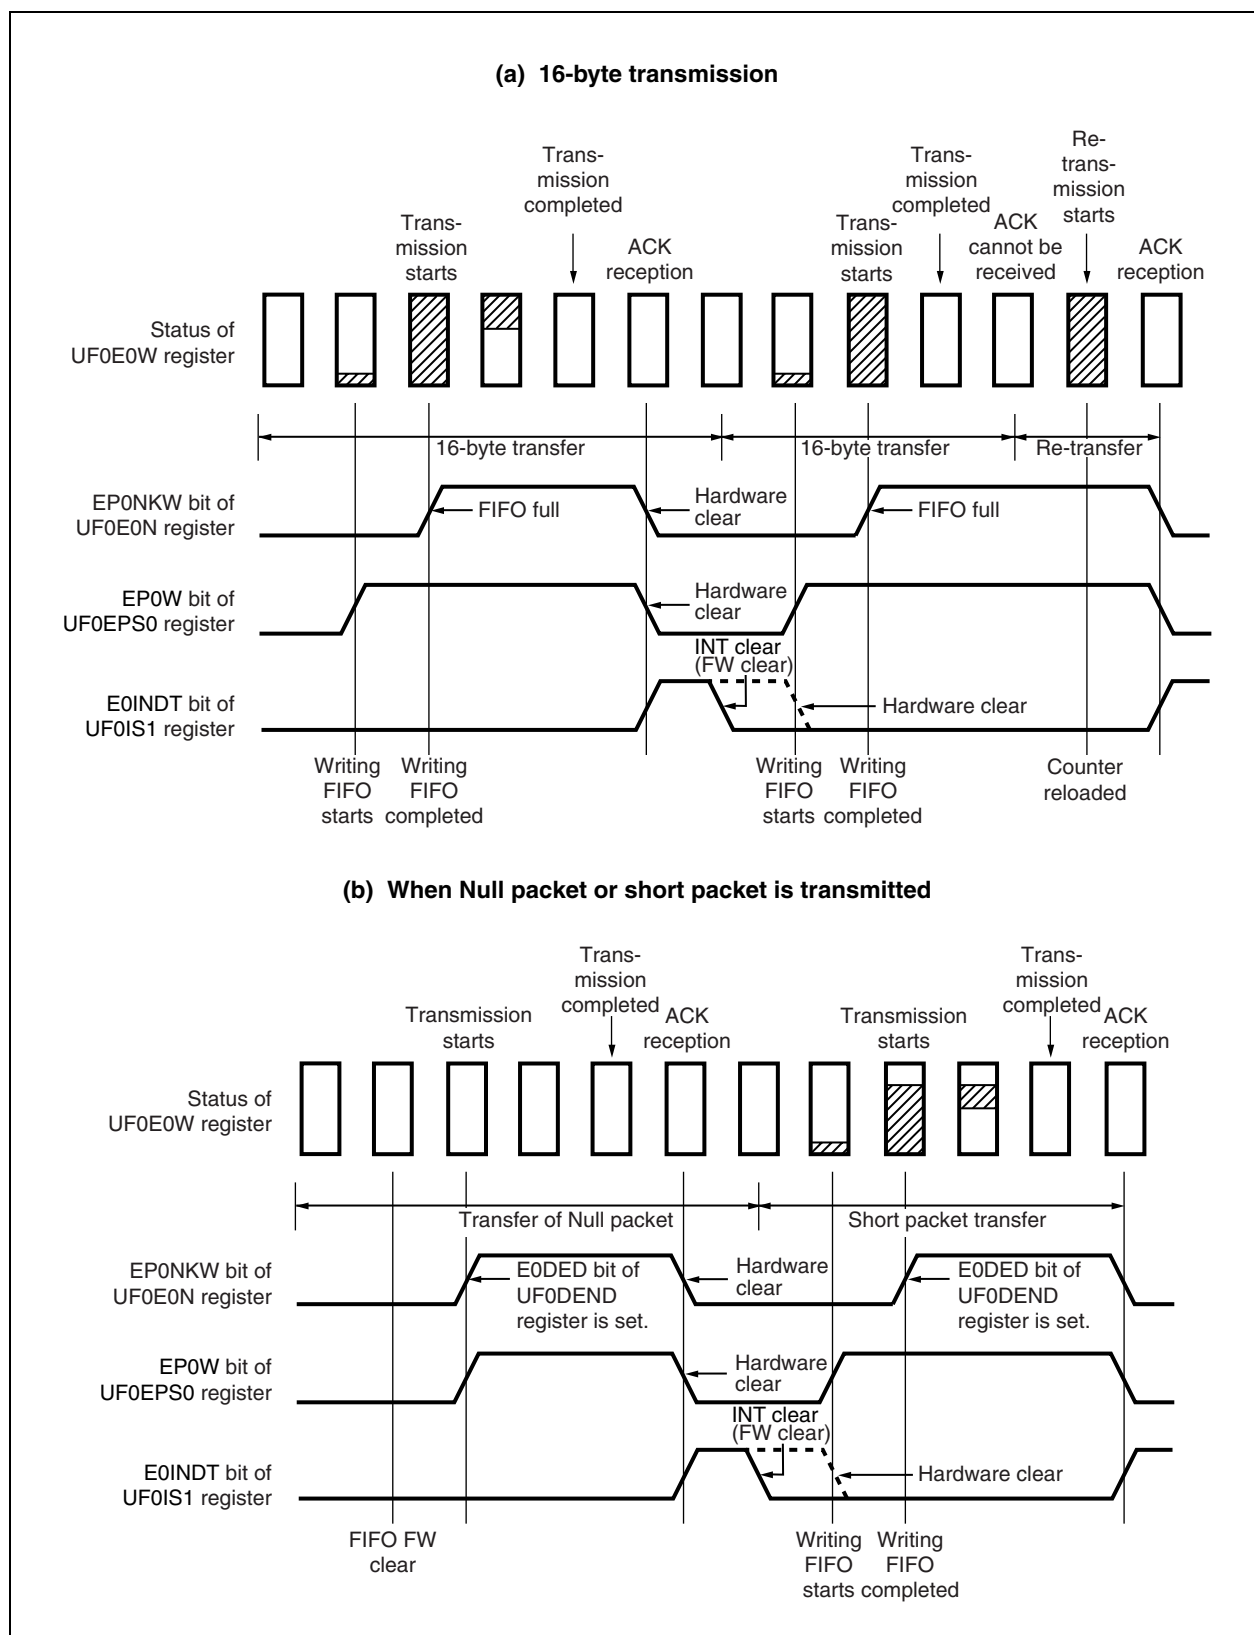 (a) 16-byte transmission
Trans-
mission
completed
Trans-
mission
starts
ACK
reception
Trans-
mission
completed
Trans-
mission
starts
ACK
cannot be
received
Re-
trans-
mission
starts
ACK
reception
Status of
UF0E0W register
16-byte transfer
16-byte transfer
Re-transfer
EP0NKW bit of
UF0E0N register
FIFO full
Hardware
clear
FIFO full
EP0W bit of
UF0EPS0 register
Hardware
clear
INT clear
(FW clear)
E0INDT bit of
UF0IS1 register
Hardware clear
Writing
FIFO
starts
Writing
FIFO
completed
Writing
FIFO
starts
Writing
FIFO
completed
Counter
reloaded
(b) When Null packet or short packet is transmitted
Transmission
starts
Trans-
mission
completed
ACK
reception
Transmission
starts
Trans-
mission
completed
ACK
reception
Status of
UF0E0W register
Transfer of Null packet
Short packet transfer
EP0NKW bit of
UF0E0N register
E0DED bit of
UF0DEND
register is set.
Hardware
clear
E0DED bit of
UF0DEND
register is set.
EP0W bit of
UF0EPS0 register
Hardware
clear
INT clear
(FW clear)
E0INDT bit of
UF0IS1 register
Hardware clear
FIFO FW
clear
Writing
FIFO
starts
Writing
FIFO
completed